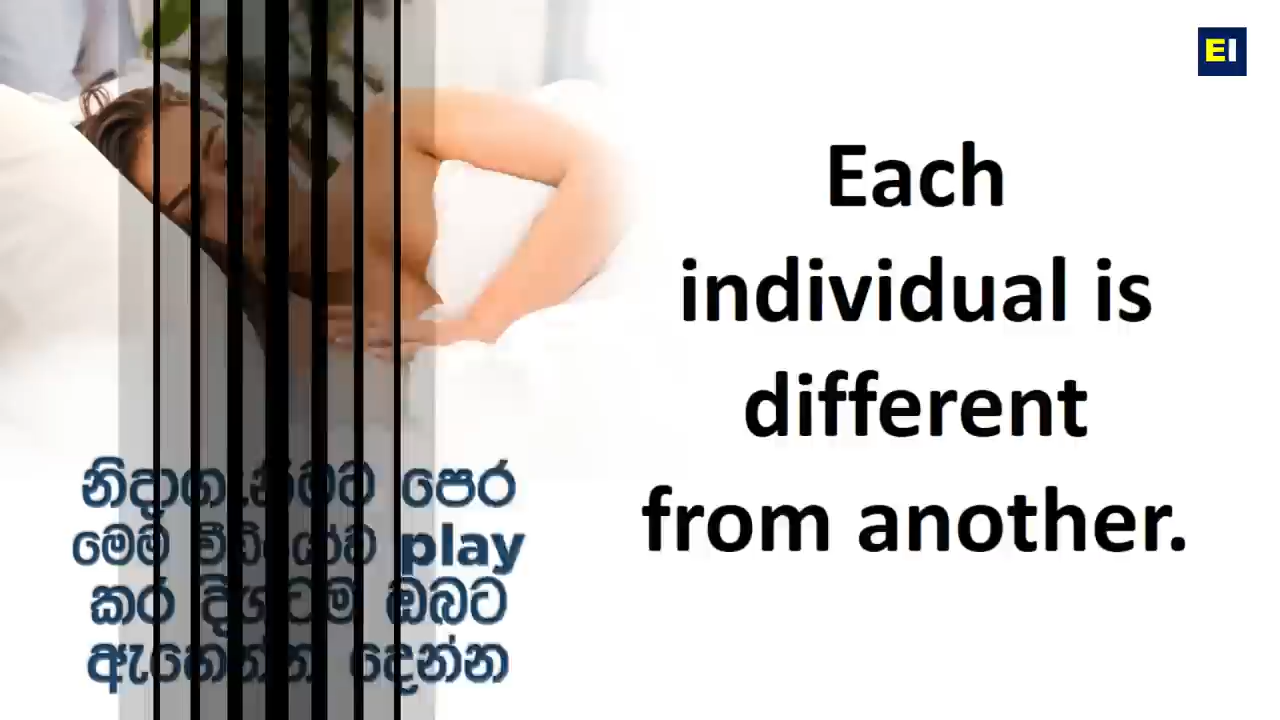 EI
Each
individual is
different
from another.
පෙර
මෙම play
කර ඔබට
දෙන්න